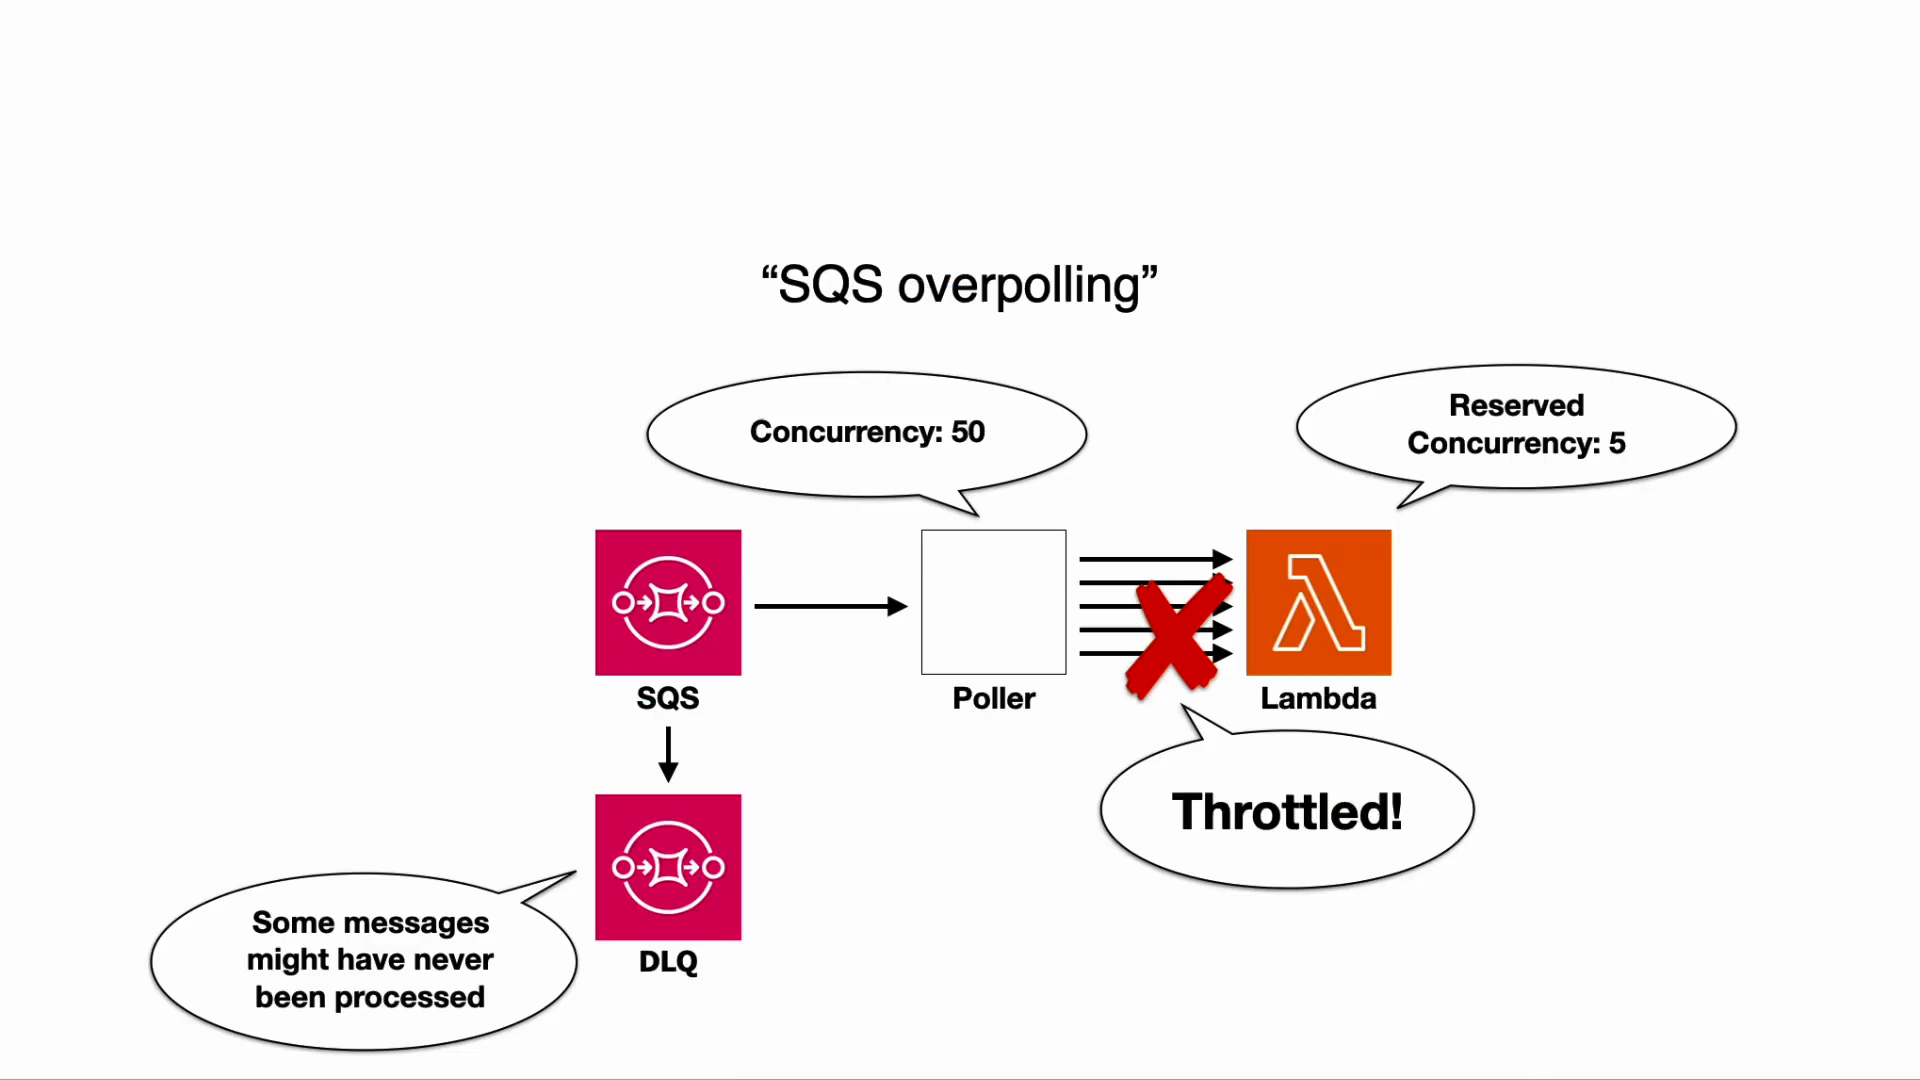 “SQS overpolling”
Concurrency: 50
Reserved
Concurrency: 5
SQS
Poller
Lambda
Throttled!
Some messages
might have never
been processed
DLQ